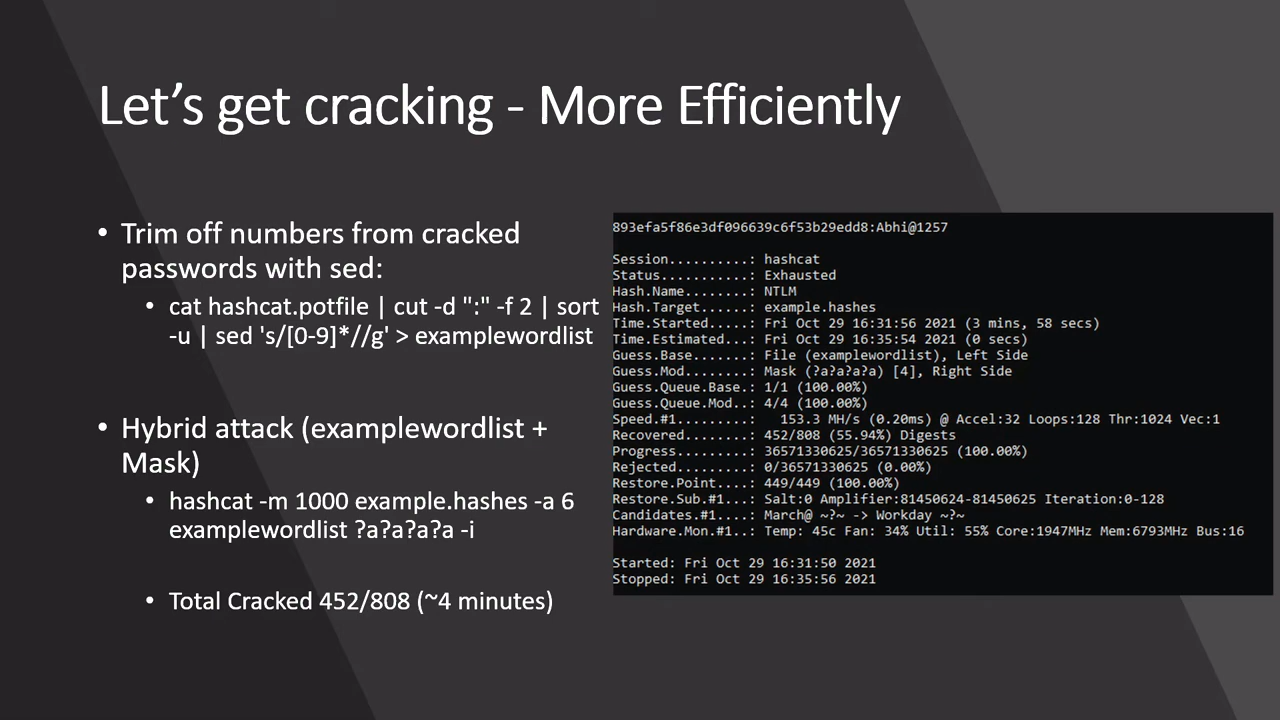 Let's get cracking - More Efficiently
• Trim off numbers from cracked
passwords with sed:
• cat hashcat.potfile | cut -d ":" -f 2 | sort
-u | sed 's/[0-9]*//g' > examplewordlist
• Hybrid attack (examplewordlist +
Mask)
• hashcat -m 1000 example.hashes -a 6
examplewordlist ?a?a?a?a -i
• Total Cracked 452/808 (~4 minutes)
893efa5f86e3df096639c6f53b29edd8:Abhi@1257
Session..........: hashcat
Status...........: Exhausted
Hash.Name........: NTLM
Hash.Target......: example.hashes
Time.Started.....: Fri Oct 29 16:31:56 2021 (3 mins, 58 secs)
Time.Estimated...: Fri Oct 29 16:35:54 2021 (0 secs)
Guess.Base.......: File (examplewordlist), Left Side
Guess.Mod........: Mask (?a?a?a?a) [4], Right Side
Guess.Queue.Base.: 1/1 (100.00%)
Guess.Queue.Mod..: 4/4 (100.00%)
Speed.#1.........:   153.3 MH/s (0.20ms) @ Accel:32 Loops:128 Thr:1024 Vec:1
Recovered........: 452/808 (55.94%) Digests
Progress.........: 36571330625/36571330625 (100.00%)
Rejected.........: 0/36571330625 (0.00%)
Restore.Point....: 449/449 (100.00%)
Restore.Sub.#1...: Salt:0 Amplifier:81450624-81450625 Iteration:0-128
Candidates.#1....: March@ ~?~ -> Workday ~?~
Hardware.Mon.#1..: Temp: 45c Fan: 34% Util: 55% Core:1947MHz Mem:6793MHz Bus:16
Started: Fri Oct 29 16:31:50 2021
Stopped: Fri Oct 29 16:35:56 2021